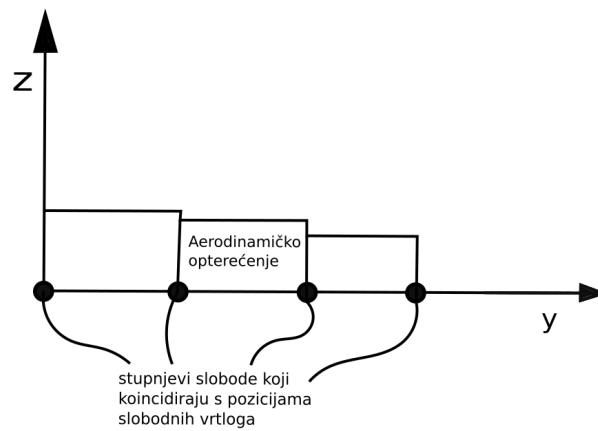 z
Aerodinamičko
opterećenje
y
stupnjevi slobode koji
koincidiraju s pozicijama
slobodnih vrtloga